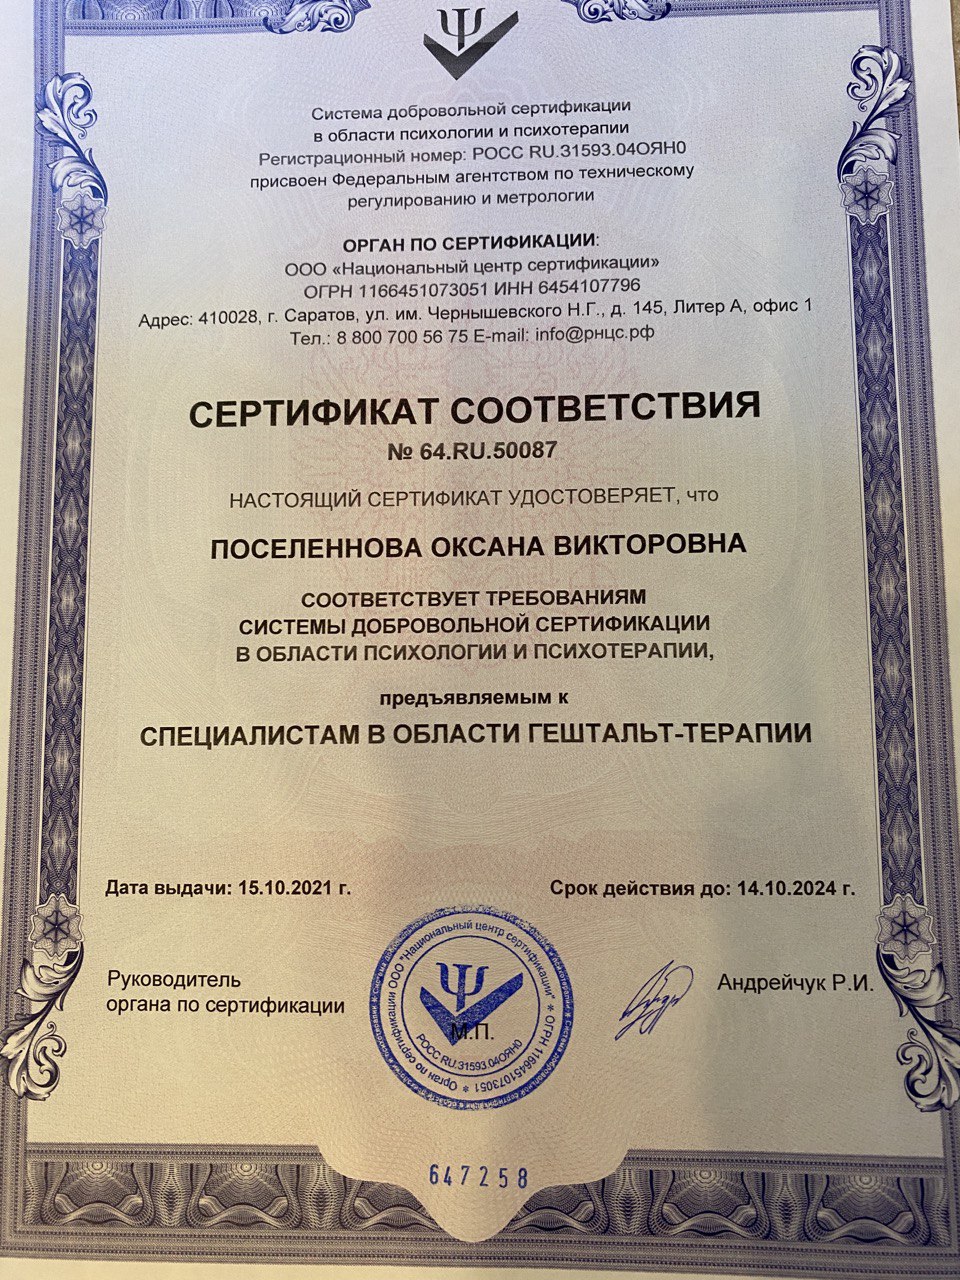 Система добровольной сертификации
в области психологии и психотерапии
Регистрационный номер: РОСС RU.31593.04ОЯН0
присвоен Федеральным агентством по техническому
регулированию и метрологии
ОРГАН ПО СЕРТИФИКАЦИИ:
ООО «Национальный центр сертификации»
ОГРН 1166451073051 ИНН 6454107796
Адрес: 410028, г. Саратов, ул. им. Чернышевского Н.Г., д. 145, Литер А, офис 1
Тел.: 8 800 700 56 75 E-mail: info@рнцс.рф
СЕРТИФИКАТ СООТВЕТСТВИЯ
№ 64.RU.50087
НАСТОЯЩИЙ СЕРТИФИКАТ УДОСТОВЕРЯЕТ, что
ПОСЕЛЕННОВА ОКСАНА ВИКТОРОВНА
СООТВЕТСТВУЕТ ТРЕБОВАНИЯМ
СИСТЕМЫ ДОБРОВОЛЬНОЙ СЕРТИФИКАЦИИ
В ОБЛАСТИ ПСИХОЛОГИИ И ПСИХОТЕРАПИИ,
предъявляемым к
СПЕЦИАЛИСТАМ В ОБЛАСТИ ГЕШТАЛЬТ-ТЕРАПИИ
Дата выдачи: 15.10.2021 г.
Срок действия до: 14.10.2024 г.
Руководитель
органа по сертификации
Андрейчук Р.И.
Орган по сертификации ООО "Национальный центр сертификации" * ОГРН 1166451073051 *
М.П.
РОСС RU.31593.04ОЯН0
647258